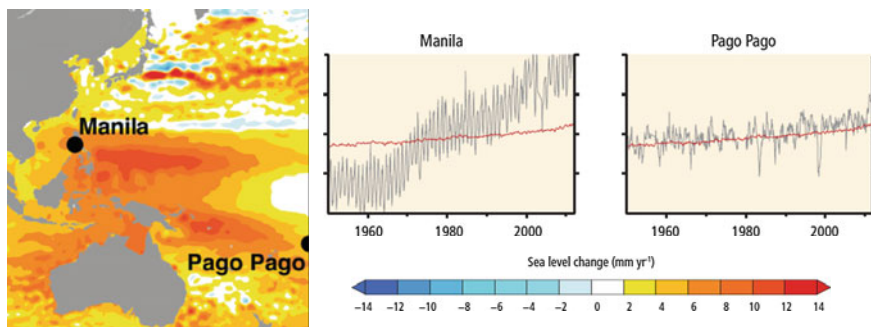 Manila
Pago Pago
Manila
Pago Pago
1960
1980
2000
1960
1980
2000
Sea level change (mm yr⁻¹)
−14 −12 −10 −8 −6 −4 −2 0 2 4 6 8 10 12 14